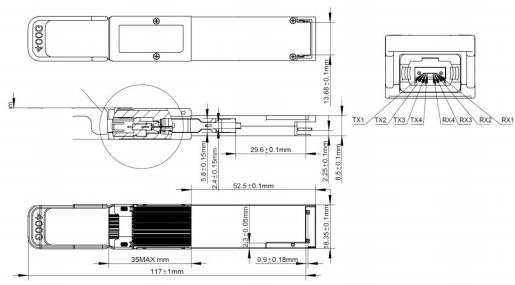 400G
13.68±0.1mm
TX1 TX2 TX3 TX4 RX4 RX3 RX2 RX1
5.8±0.15mm
2.4±0.15mm
29.6±0.1mm
2.25±0.1mm
8.5±0.1mm
52.5±0.1mm
400G
2.3±0.05mm
18.35±0.1mm
35MAX mm
0.9±0.18mm
117±1mm